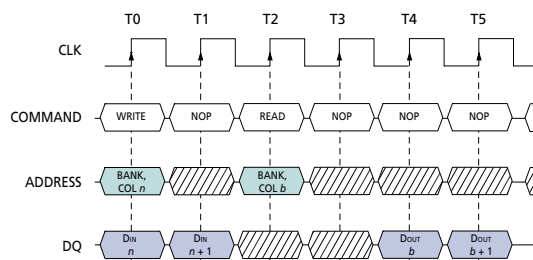 T0 T1 T2 T3 T4 T5
CLK
COMMAND WRITE NOP READ NOP NOP NOP
ADDRESS BANK, COL n BANK, COL b
DQ DIN n DIN n + 1 DOUT b DOUT b + 1